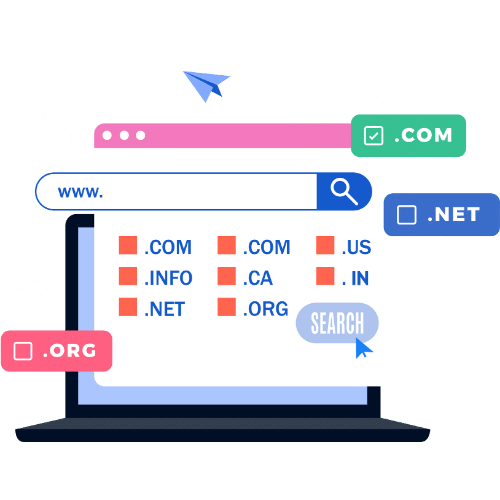 .COM
www.
.NET
.COM .COM .US
.INFO .CA . IN
.NET .ORG
SEARCH
.ORG